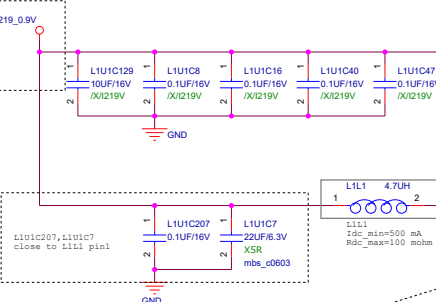 219_0.9V
1
1
1
1
1
L1U1C129
L1U1C8
L1U1C16
L1U1C40
L1U1C47
10UF/16V
0.1UF/16V
0.1UF/16V
0.1UF/16V
0.1UF/16V
/X/I219V
/X/I219V
/X/I219V
/X/I219V
/X/I219V
2
2
2
2
2
GND
L1L1
4.7UH
1
2
L1L1
Idc_min=500 mA
Rdc_max=100 mohm
L1U1C207,L1U1C7
close to L1L1 pin1
1
1
L1U1C207
L1U1C7
0.1UF/16V
22UF/6.3V
X5R
mbs_c0603
2
2
GND